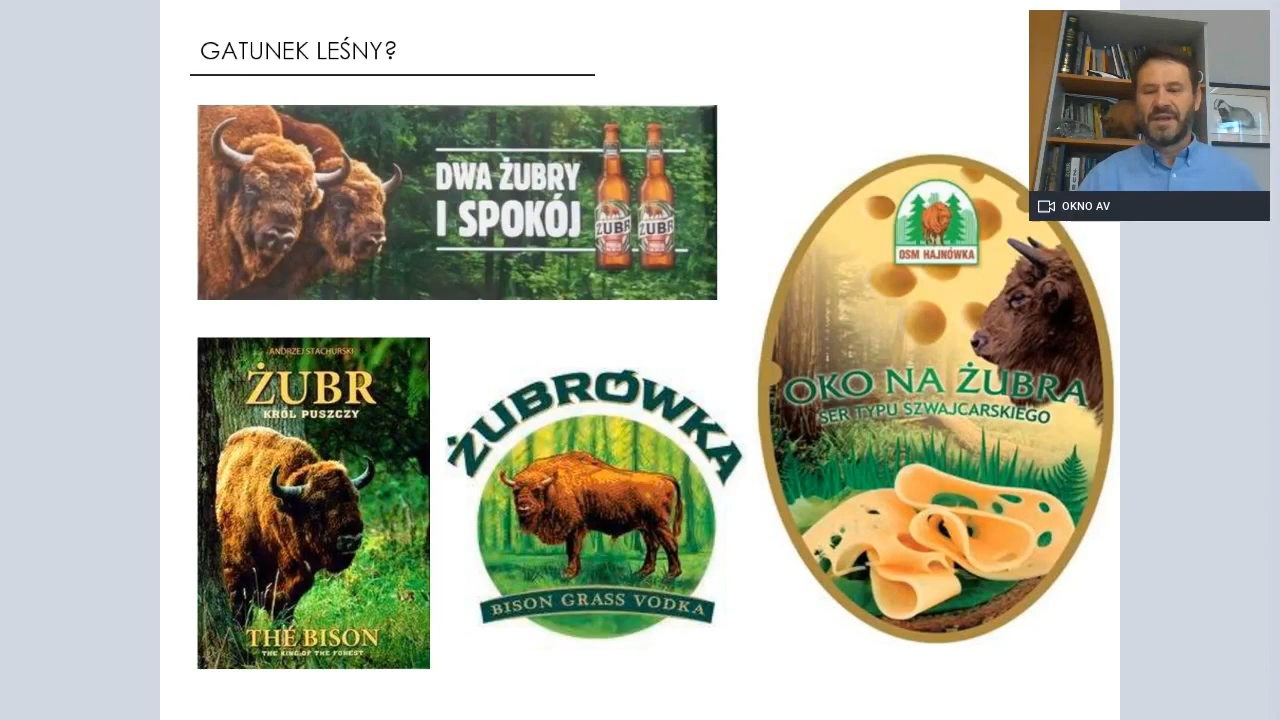 GATUNEK LEŚNY?
DWA ŻUBRY
I SPOKÓJ
ŻUBR
ŻUBR
OKNO AV
OSM HAJNÓWKA
OKO NA ŻUBRA
SER TYPU SZWAJCARSKIEGO
ANDRZEJ STACHURSKI
ŻUBR
KRÓL PUSZCZY
THE BISON
THE KING OF THE FOREST
ŻUBRÓWKA
BISON GRASS VODKA